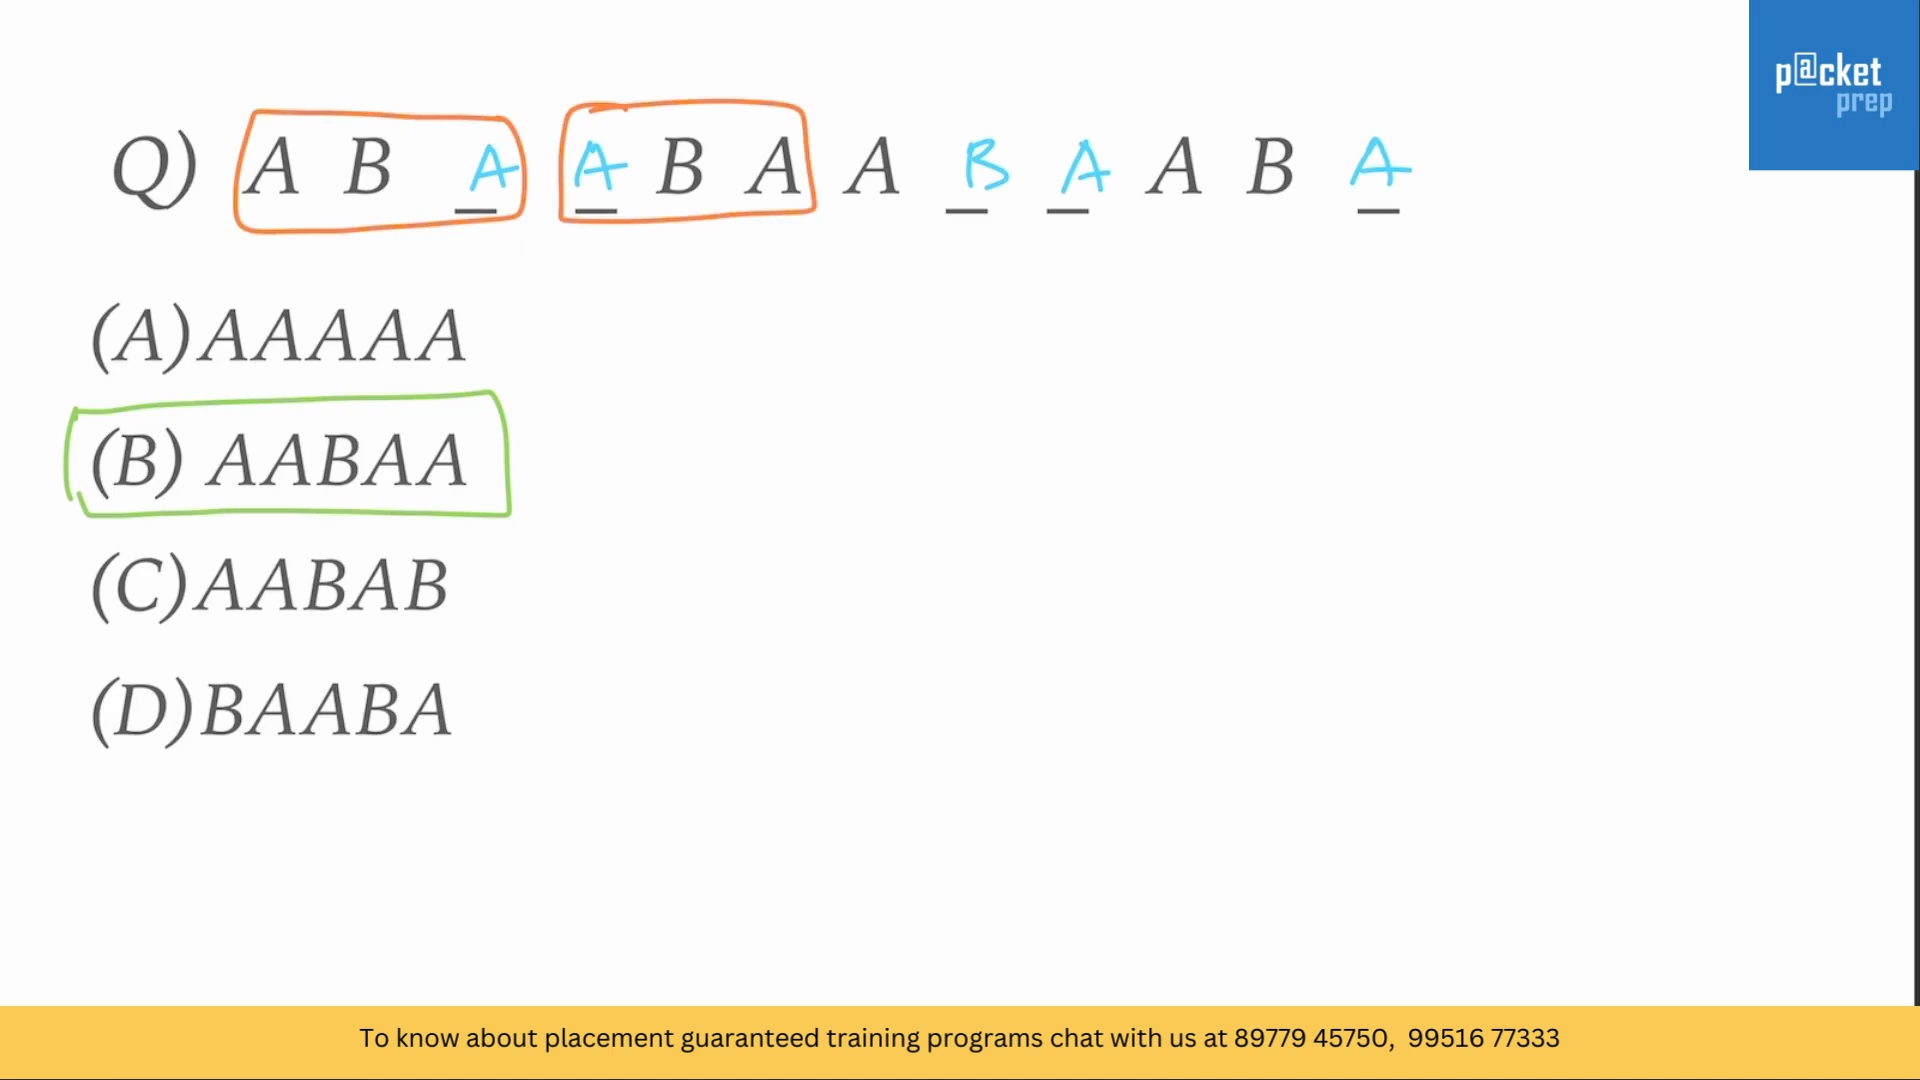 p@cket
prep
Q) A B A A B A A B A A B A
(A) AAAAA
(B) AABAA
(C) AABAB
(D) BAABA
To know about placement guaranteed training programs chat with us at 89779 45750, 99516 77333